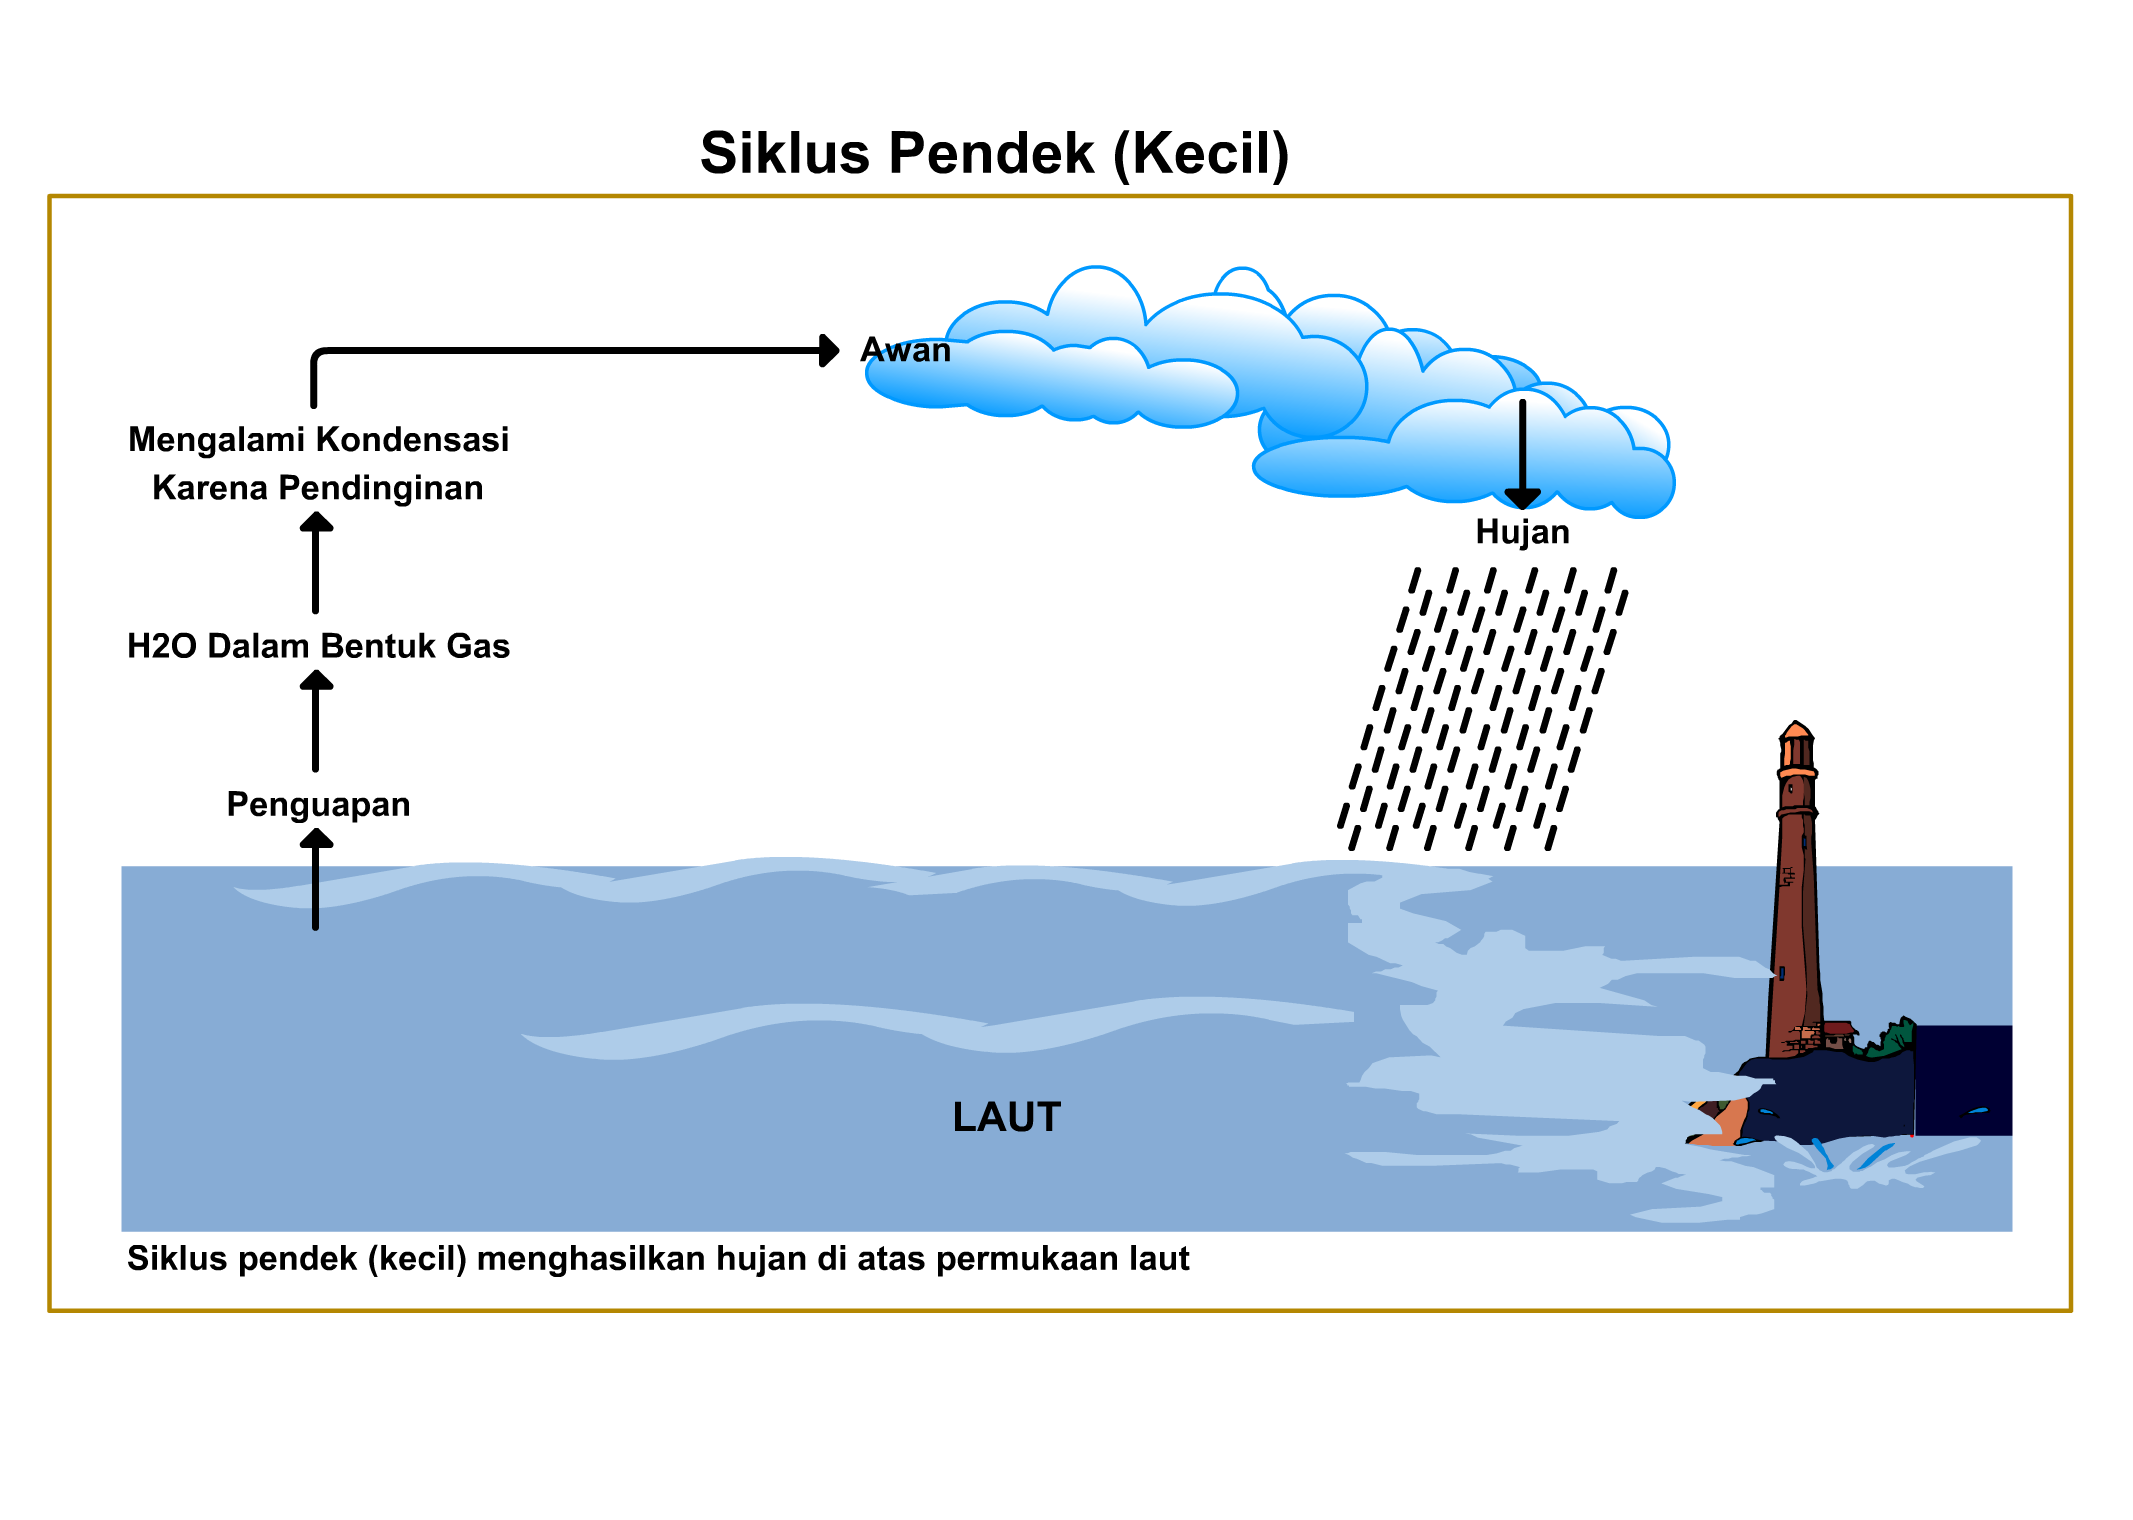 Siklus Pendek (Kecil)
Awan
Mengalami Kondensasi
Karena Pendinginan
Hujan
H2O Dalam Bentuk Gas
Penguapan
LAUT
Siklus pendek (kecil) menghasilkan hujan di atas permukaan laut